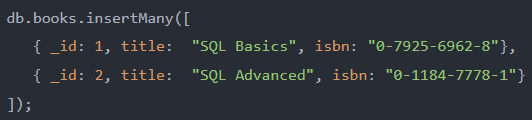 db.books.insertMany([
{ _id: 1, title:  "SQL Basics", isbn: "0-7925-6962-8"},
{ _id: 2, title:  "SQL Advanced", isbn: "0-1184-7778-1"}
]);